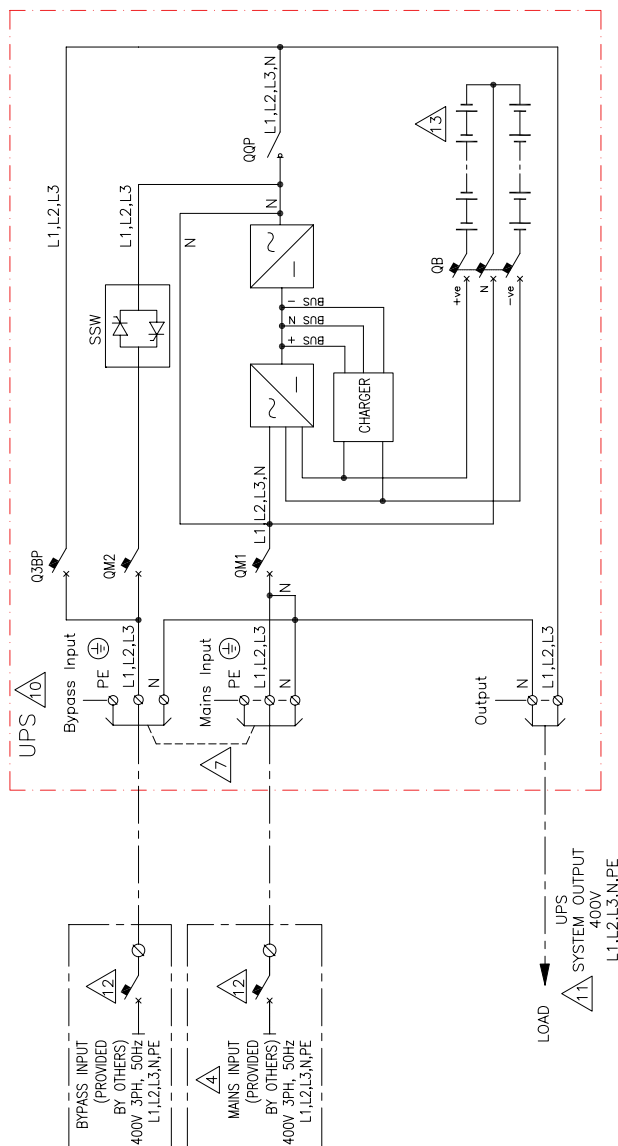 BYPASS INPUT
(PROVIDED
BY OTHERS)
400V 3PH, 50Hz
L1,L2,L3,N,PE
12
4
MAINS INPUT
(PROVIDED
BY OTHERS)
400V 3PH, 50Hz
L1,L2,L3,N,PE
12
LOAD
11
UPS
SYSTEM OUTPUT
400V
L1,L2,L3,N,PE
UPS
10
Bypass Input
PE
L1,L2,L3
N
7
Mains Input
PE
L1,L2,L3
N
Output
N
L1,L2,L3
Q3BP
QM2
QM1
N
L1,L2,L3,N
L1,L2,L3
SSW
L1,L2,L3
N
N
+ BUS
N BUS
- BUS
CHARGER
QQP
L1,L2,L3,N
QB
+ve
N
-ve
13